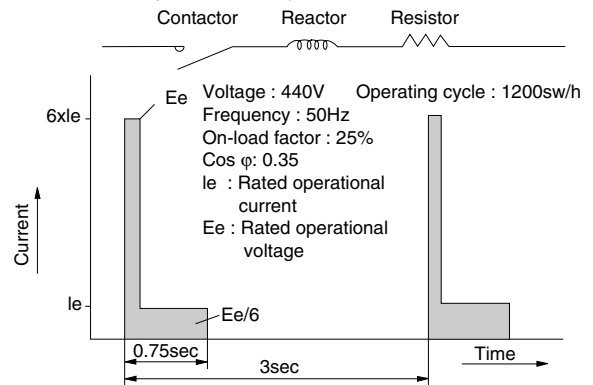 Contactor Reactor Resistor
Ee
Voltage : 440V Operating cycle : 1200sw/h
6xIe
Frequency : 50Hz
On-load factor : 25%
Cos φ: 0.35
Ie : Rated operational
current
Ee : Rated operational
voltage
Current
Ie
Ee/6
0.75sec
Time
3sec